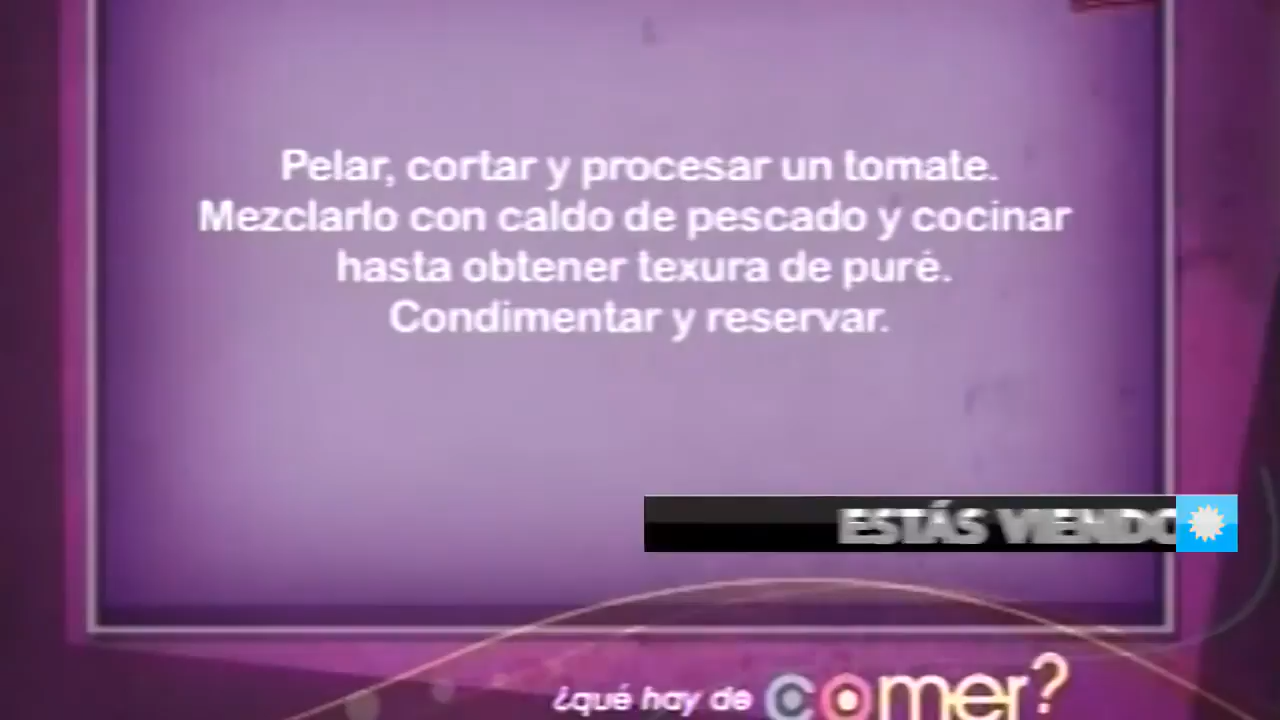 Pelar, cortar y procesar un tomate.
Mezclarlo con caldo de pescado y cocinar
hasta obtener texura de puré.
Condimentar y reservar.
ESTÁS VIENDO
¿qué hay de comer?